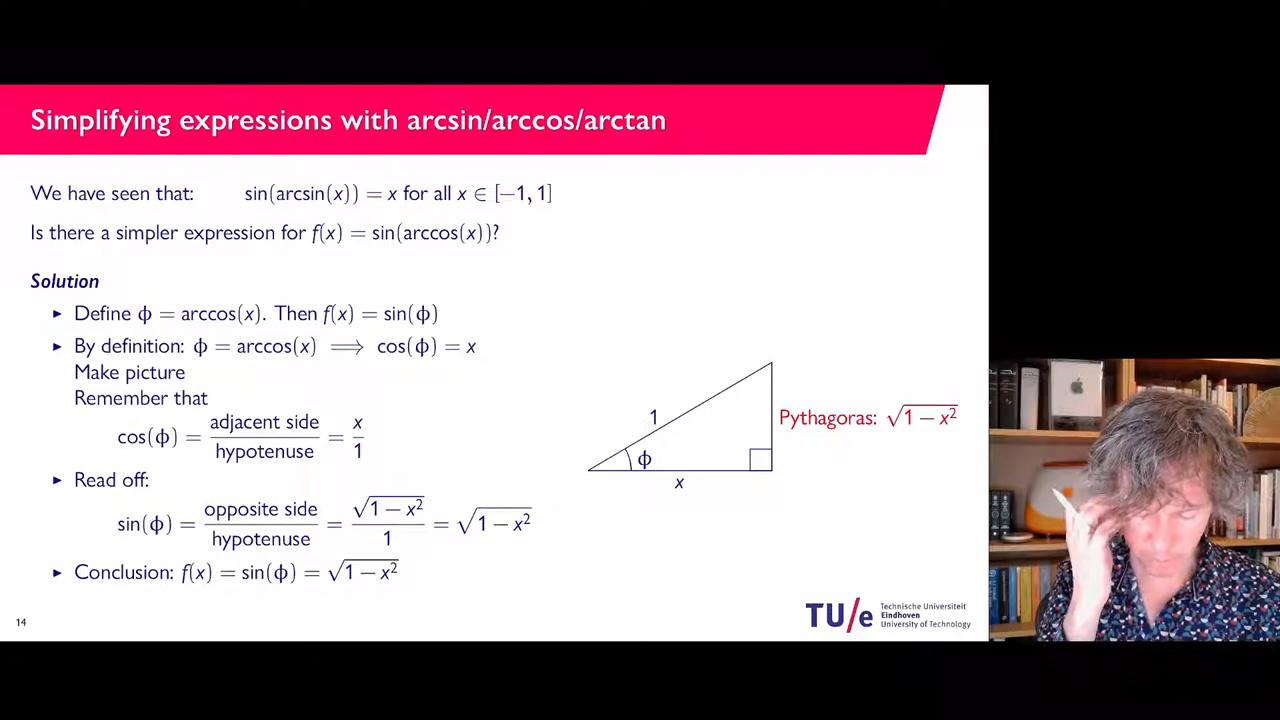 Simplifying expressions with arcsin/arccos/arctan
We have seen that: sin(arcsin(x)) = x for all x ∈ [−1, 1]
Is there a simpler expression for f(x) = sin(arccos(x))?
Solution
▸ Define ϕ = arccos(x). Then f(x) = sin(ϕ)
▸ By definition: ϕ = arccos(x) ⟹ cos(ϕ) = x
Make picture
Remember that
cos(ϕ) = adjacent side / hypotenuse = x / 1
▸ Read off:
sin(ϕ) = opposite side / hypotenuse = √(1 − x²) / 1 = √(1 − x²)
▸ Conclusion: f(x) = sin(ϕ) = √(1 − x²)
1
Pythagoras: √(1 − x²)
ϕ
x
14
TU/e
Technische Universiteit
Eindhoven
University of Technology